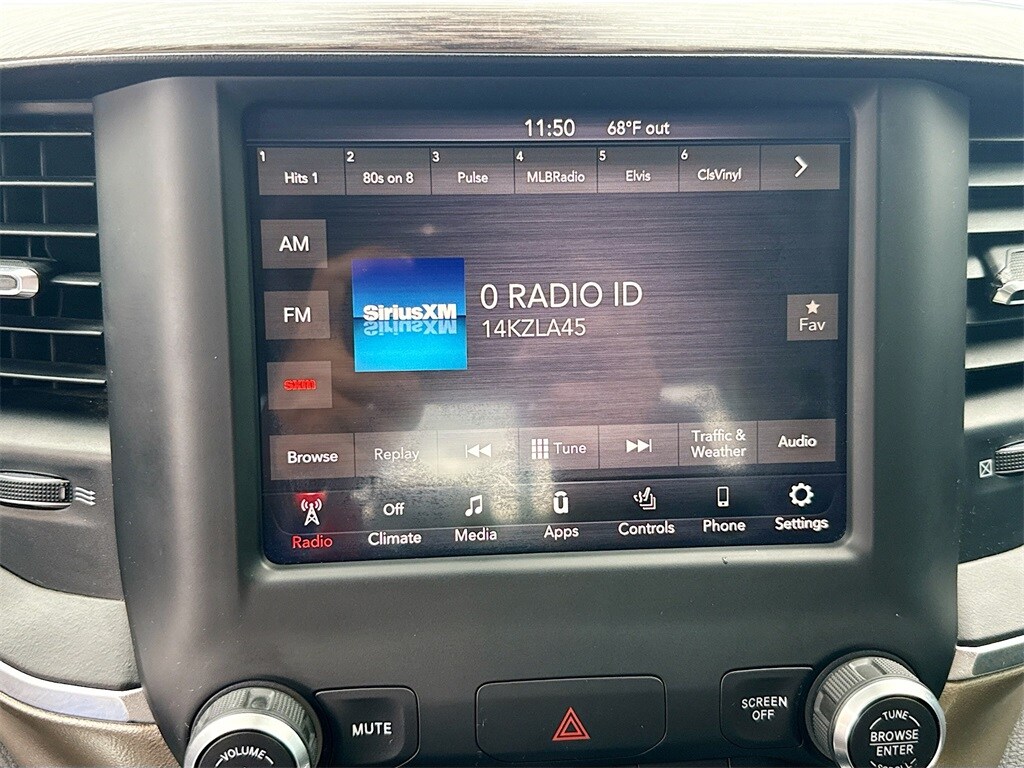 11:50 68°F out
1 2 3 4 5 6
Hits 1 80s on 8 Pulse MLBRadio Elvis ClsVinyl
AM
FM
SXM
SiriusXM
0 RADIO ID
14KZLA45
Fav
Browse Replay Tune Traffic & Weather Audio
Off
Radio Climate Media Apps Controls Phone Settings
VOLUME
MUTE
SCREEN
OFF
TUNE
BROWSE
ENTER
SCROLL